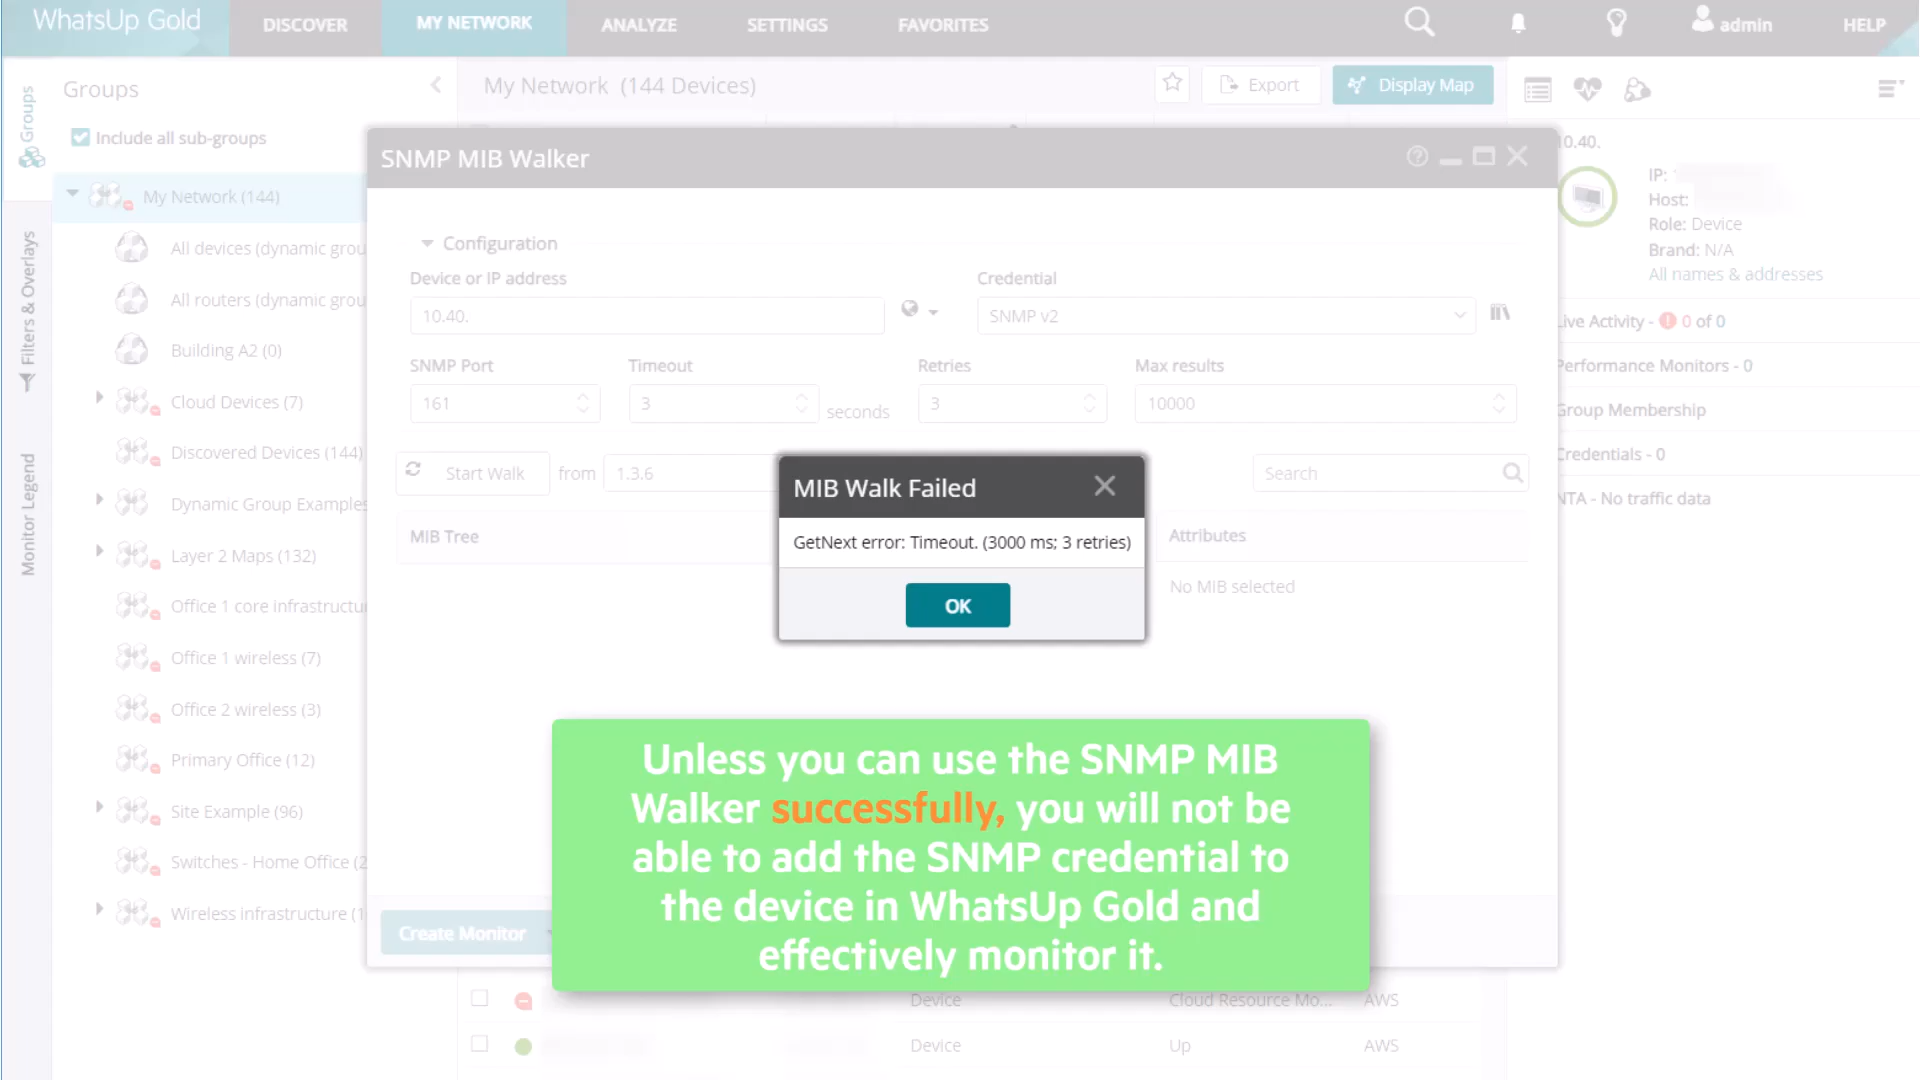 WhatsUp Gold
DISCOVER
MY NETWORK
ANALYZE
SETTINGS
FAVORITES
admin
HELP
Groups
Filters & Overlays
Monitor Legend
Groups
Include all sub-groups
My Network (144)
All devices (dynamic grou
All routers (dynamic grou
Building A2 (0)
Cloud Devices (7)
Discovered Devices (144)
Dynamic Group Examples
Layer 2 Maps (132)
Office 1 core infrastructu
Office 1 wireless (7)
Office 2 wireless (3)
Primary Office (12)
Site Example (96)
Switches - Home Office (2
Wireless infrastructure (1
My Network (144 Devices)
Export
Display Map
SNMP MIB Walker
Configuration
Device or IP address
Credential
10.40.
SNMP v2
SNMP Port
Timeout
Retries
Max results
161
3
seconds
3
10000
Start Walk
from
1.3.6
Search
MIB Tree
Attributes
No MIB selected
MIB Walk Failed
GetNext error: Timeout. (3000 ms; 3 retries)
OK
Unless you can use the SNMP MIB
Walker successfully, you will not be
able to add the SNMP credential to
the device in WhatsUp Gold and
effectively monitor it.
Create Monitor
Device
Cloud Resource Mo...
AWS
Device
Up
AWS
10.40.
IP:
Host:
Role: Device
Brand: N/A
All names & addresses
Live Activity - 0 of 0
Performance Monitors - 0
Group Membership
Credentials - 0
NTA - No traffic data